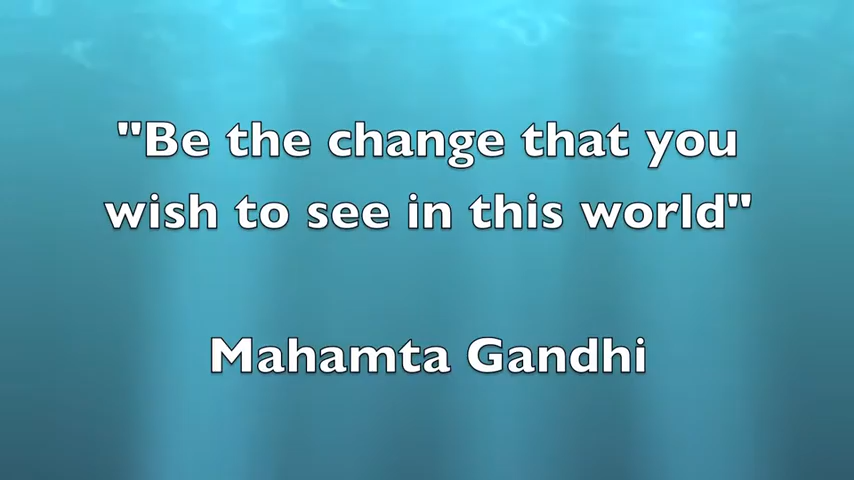 "Be the change that you
wish to see in this world"
Mahamta Gandhi